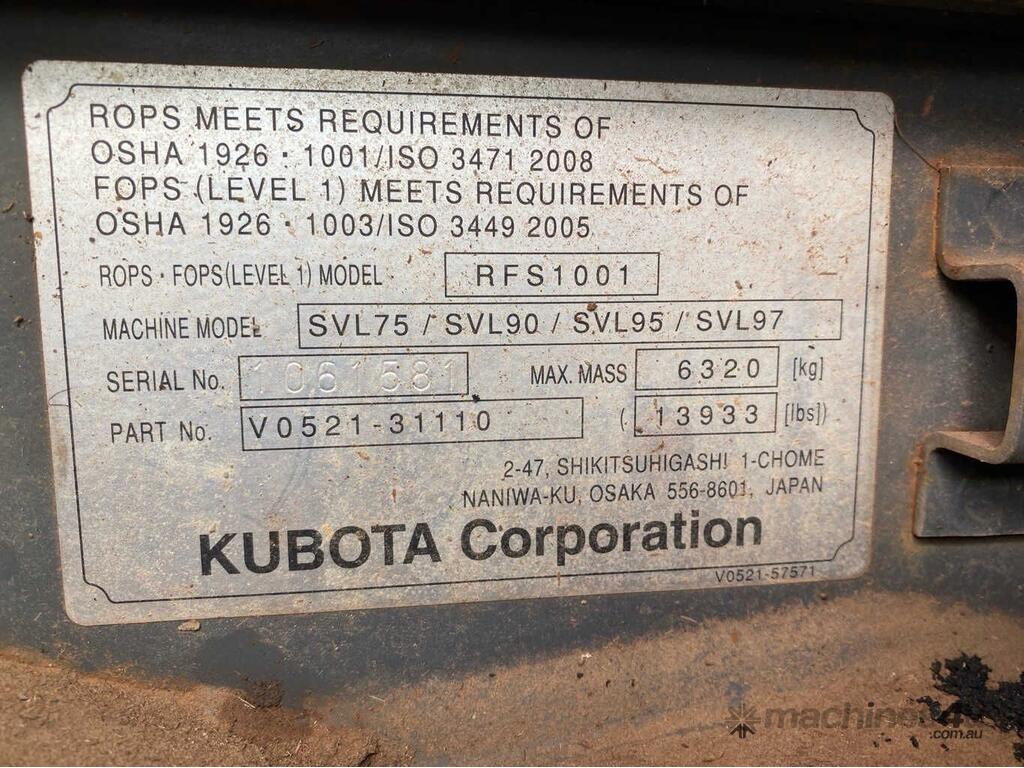 ROPS MEETS REQUIREMENTS OF
OSHA 1926・1001/ISO 3471 2008
FOPS (LEVEL 1) MEETS REQUIREMENTS OF
OSHA 1926・1003/ISO 3449 2005
ROPS・FOPS(LEVEL 1) MODEL RFS1001
MACHINE MODEL SVL75 / SVL90 / SVL95 / SVL97
SERIAL No. 1061581 MAX. MASS 6320 [kg]
PART No. V0521-31110 ( 13933 [lbs])
2-47, SHIKITSUHIGASHI 1-CHOME
NANIWA-KU, OSAKA 556-8601, JAPAN
KUBOTA Corporation
V0521-57571
machines4u
.com.au